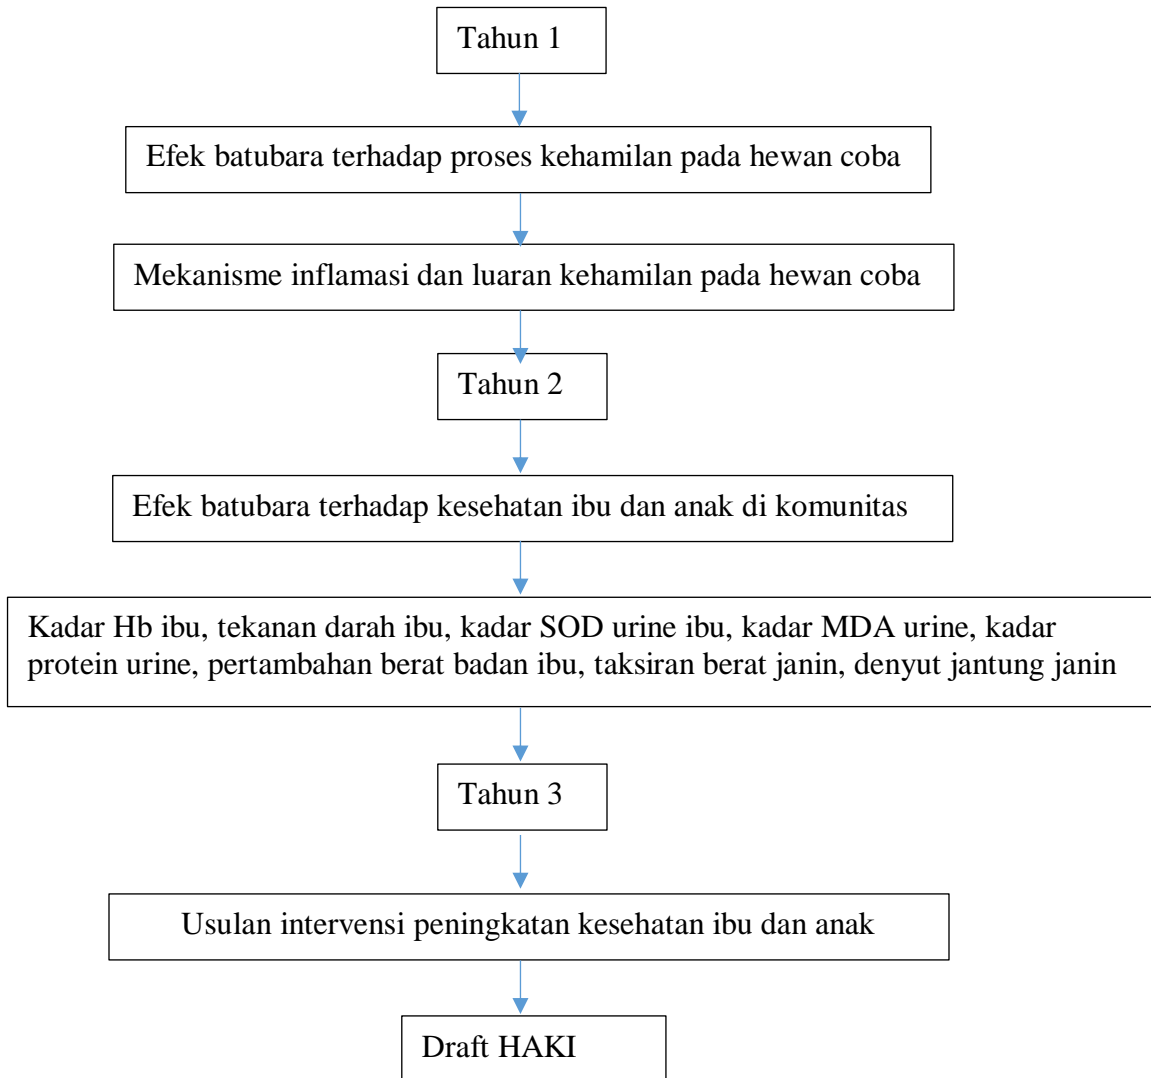 Tahun 1
Efek batubara terhadap proses kehamilan pada hewan coba
Mekanisme inflamasi dan luaran kehamilan pada hewan coba
Tahun 2
Efek batubara terhadap kesehatan ibu dan anak di komunitas
Kadar Hb ibu, tekanan darah ibu, kadar SOD urine ibu, kadar MDA urine, kadar
protein urine, pertambahan berat badan ibu, taksiran berat janin, denyut jantung janin
Tahun 3
Usulan intervensi peningkatan kesehatan ibu dan anak
Draft HAKI